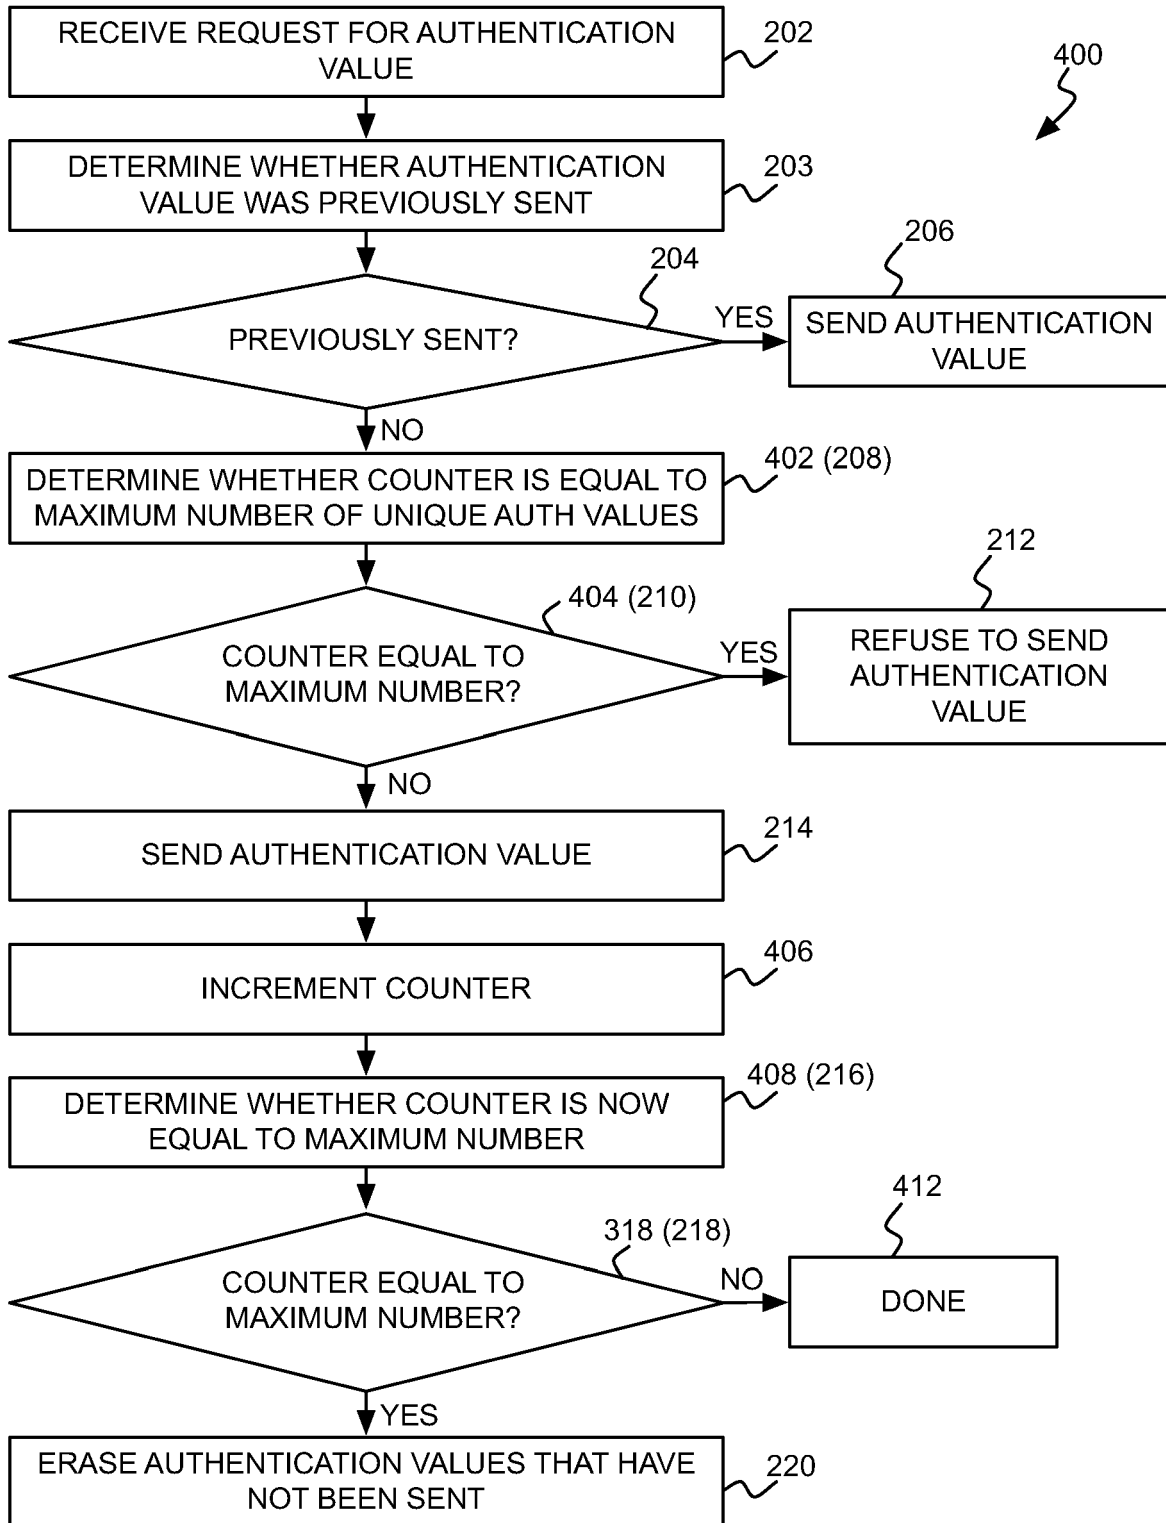 RECEIVE REQUEST FOR AUTHENTICATION
VALUE
202
400
DETERMINE WHETHER AUTHENTICATION
VALUE WAS PREVIOUSLY SENT
203
204
206
PREVIOUSLY SENT?
YES
SEND AUTHENTICATION
VALUE
NO
DETERMINE WHETHER COUNTER IS EQUAL TO
MAXIMUM NUMBER OF UNIQUE AUTH VALUES
402 (208)
404 (210)
212
COUNTER EQUAL TO
MAXIMUM NUMBER?
YES
REFUSE TO SEND
AUTHENTICATION
VALUE
NO
SEND AUTHENTICATION VALUE
214
INCREMENT COUNTER
406
DETERMINE WHETHER COUNTER IS NOW
EQUAL TO MAXIMUM NUMBER
408 (216)
318 (218)
412
COUNTER EQUAL TO
MAXIMUM NUMBER?
NO
DONE
YES
ERASE AUTHENTICATION VALUES THAT HAVE
NOT BEEN SENT
220